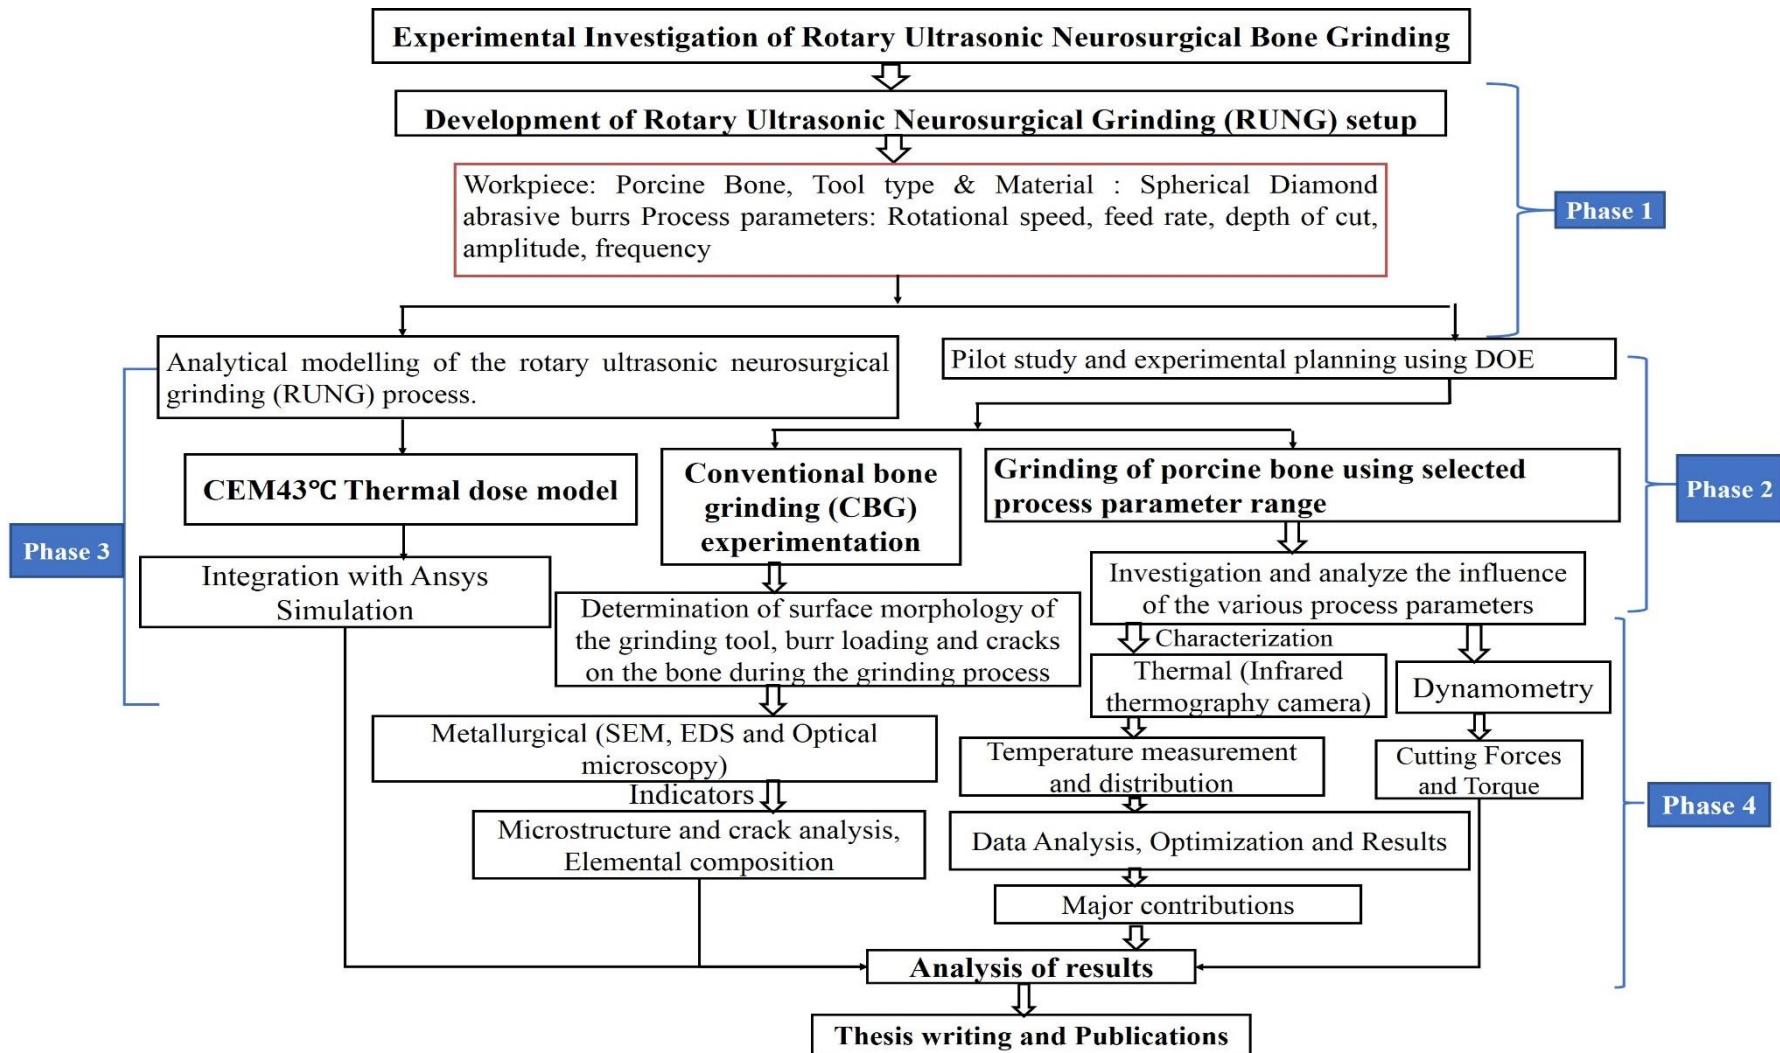 Experimental Investigation of Rotary Ultrasonic Neurosurgical Bone Grinding
Development of Rotary Ultrasonic Neurosurgical Grinding (RUNG) setup
Workpiece: Porcine Bone, Tool type & Material : Spherical Diamond
abrasive burrs Process parameters: Rotational speed, feed rate, depth of cut,
amplitude, frequency
Phase 1
Analytical modelling of the rotary ultrasonic neurosurgical
grinding (RUNG) process.
Pilot study and experimental planning using DOE
CEM43℃ Thermal dose model
Conventional bone
grinding (CBG)
experimentation
Grinding of porcine bone using selected
process parameter range
Phase 2
Phase 3
Integration with Ansys
Simulation
Determination of surface morphology of
the grinding tool, burr loading and cracks
on the bone during the grinding process
Investigation and analyze the influence
of the various process parameters
Characterization
Thermal (Infrared
thermography camera)
Dynamometry
Metallurgical (SEM, EDS and Optical
microscopy)
Temperature measurement
and distribution
Cutting Forces
and Torque
Phase 4
Indicators
Microstructure and crack analysis,
Elemental composition
Data Analysis, Optimization and Results
Major contributions
Analysis of results
Thesis writing and Publications